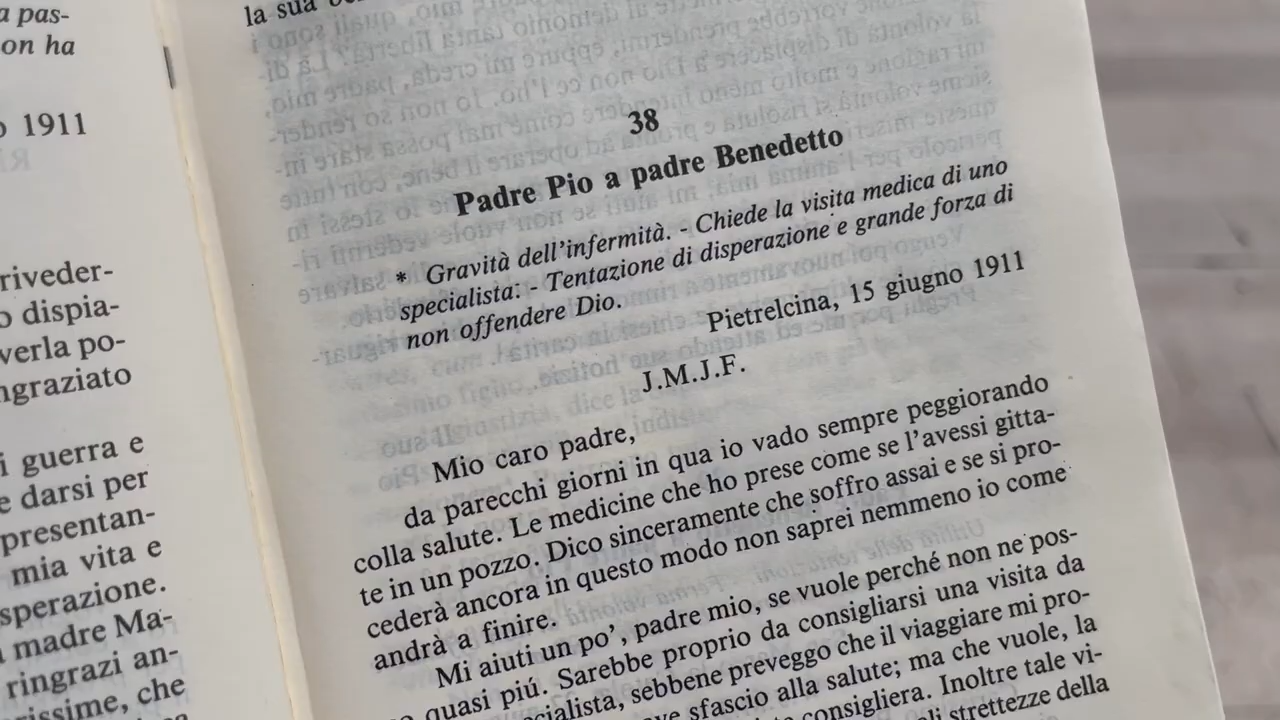 a pas-
on ha
1911
riveder-
o dispia-
verla po-
ngraziato
i guerra e
e darsi per
presentan-
mia vita e
sperazione.
madre Ma-
ringrazi an-
rissime, che
la sua
38
Padre Pio a padre Benedetto
* Gravità dell'infermità. - Chiede la visita medica di uno
specialista. - Tentazione di disperazione e grande forza di
non offendere Dio.
Pietrelcina, 15 giugno 1911
J.M.J.F.
Mio caro padre,
da parecchi giorni in qua io vado sempre peggiorando
colla salute. Le medicine che ho prese come se l'avessi gitta-
te in un pozzo. Dico sinceramente che soffro assai e se si pro-
cederà ancora in questo modo non saprei nemmeno io come
andrà a finire.
Mi aiuti un po', padre mio, se vuole perché non ne pos-
quasi piú. Sarebbe proprio da consigliarsi una visita da
specialista, sebbene preveggo che il viaggiare mi pro-
sfascio alla salute; ma che vuole, la
consigliera. Inoltre tale vi-
strettezze della